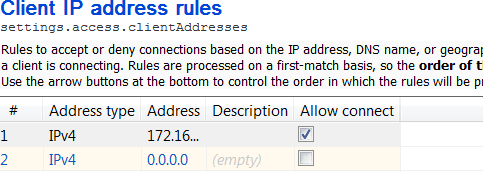 Client IP address rules
settings.access.clientAddresses
Rules to accept or deny connections based on the IP address, DNS name, or geograp
a client is connecting. Rules are processed on a first-match basis, so the order of t
Use the arrow buttons at the bottom to control the order in which the rules will be pr
# Address type Address Description Allow connect
1 IPv4 172.16...
2 IPv4 0.0.0.0 (empty)